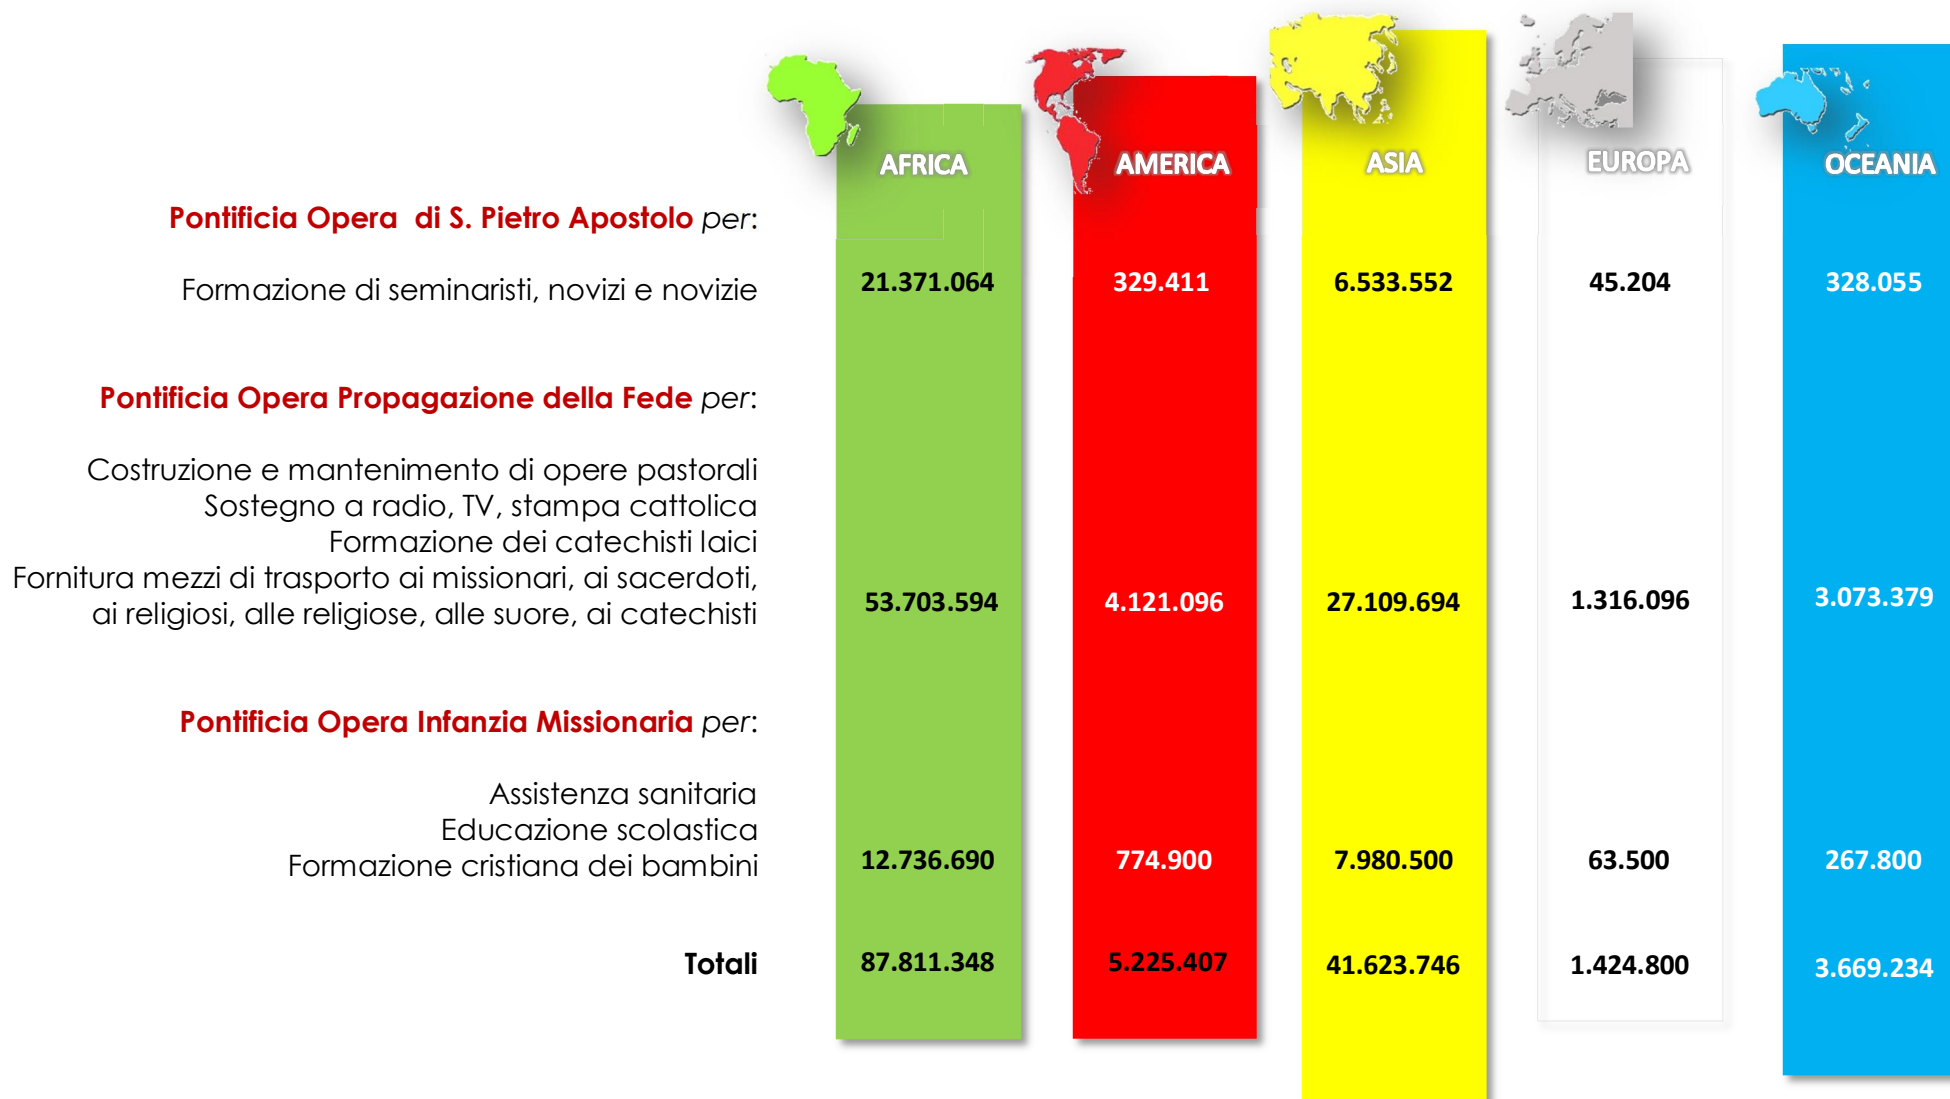 AFRICA AMERICA ASIA EUROPA OCEANIA
Pontificia Opera di S. Pietro Apostolo per:
Formazione di seminaristi, novizi e novizie 21.371.064 329.411 6.533.552 45.204 328.055
Pontificia Opera Propagazione della Fede per:
Costruzione e mantenimento di opere pastorali
Sostegno a radio, TV, stampa cattolica
Formazione dei catechisti laici
Fornitura mezzi di trasporto ai missionari, ai sacerdoti,
ai religiosi, alle religiose, alle suore, ai catechisti 53.703.594 4.121.096 27.109.694 1.316.096 3.073.379
Pontificia Opera Infanzia Missionaria per:
Assistenza sanitaria
Educazione scolastica
Formazione cristiana dei bambini 12.736.690 774.900 7.980.500 63.500 267.800
Totali 87.811.348 5.225.407 41.623.746 1.424.800 3.669.234